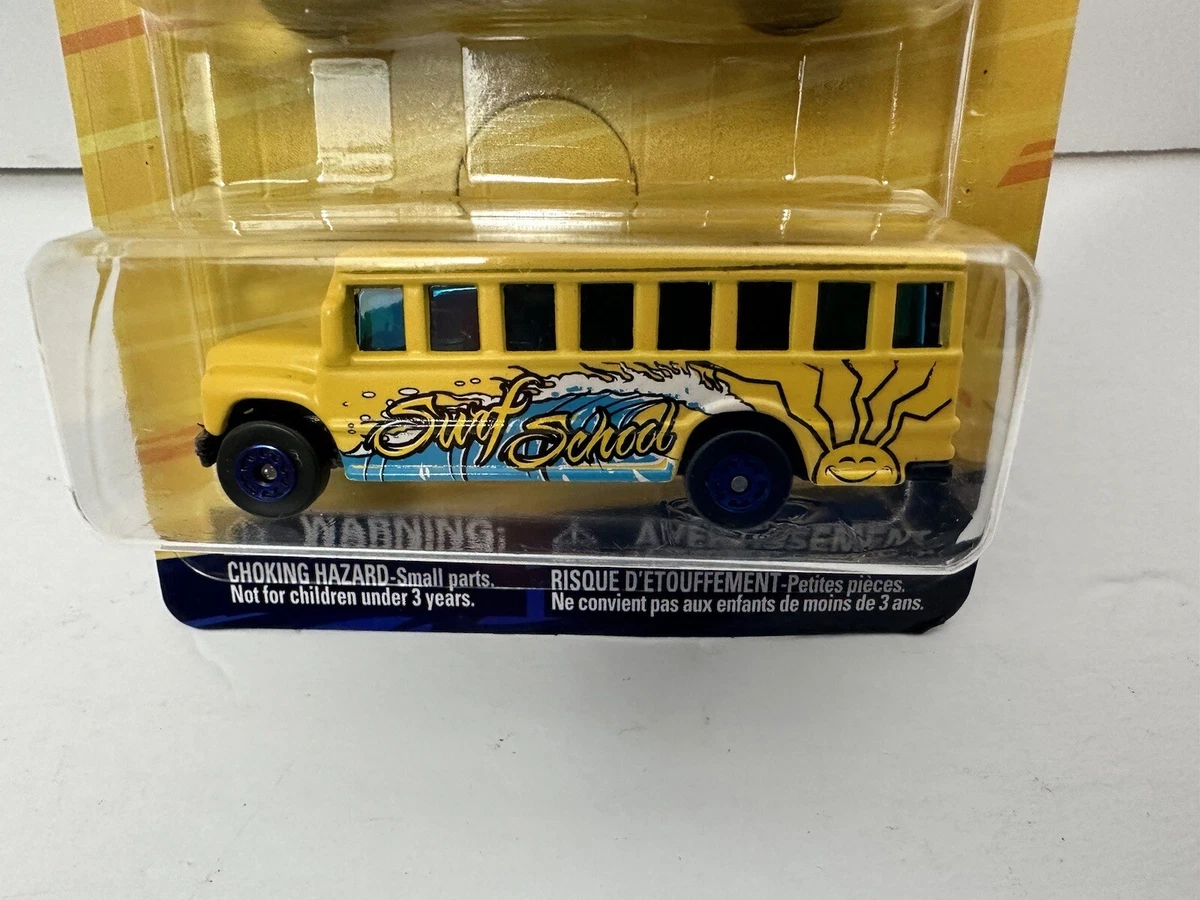 Surf School
WARNING:
AVERTISSEMENT
CHOKING HAZARD-Small parts.
Not for children under 3 years.
RISQUE D'ETOUFFEMENT-Petites pièces.
Ne convient pas aux enfants de moins de 3 ans.